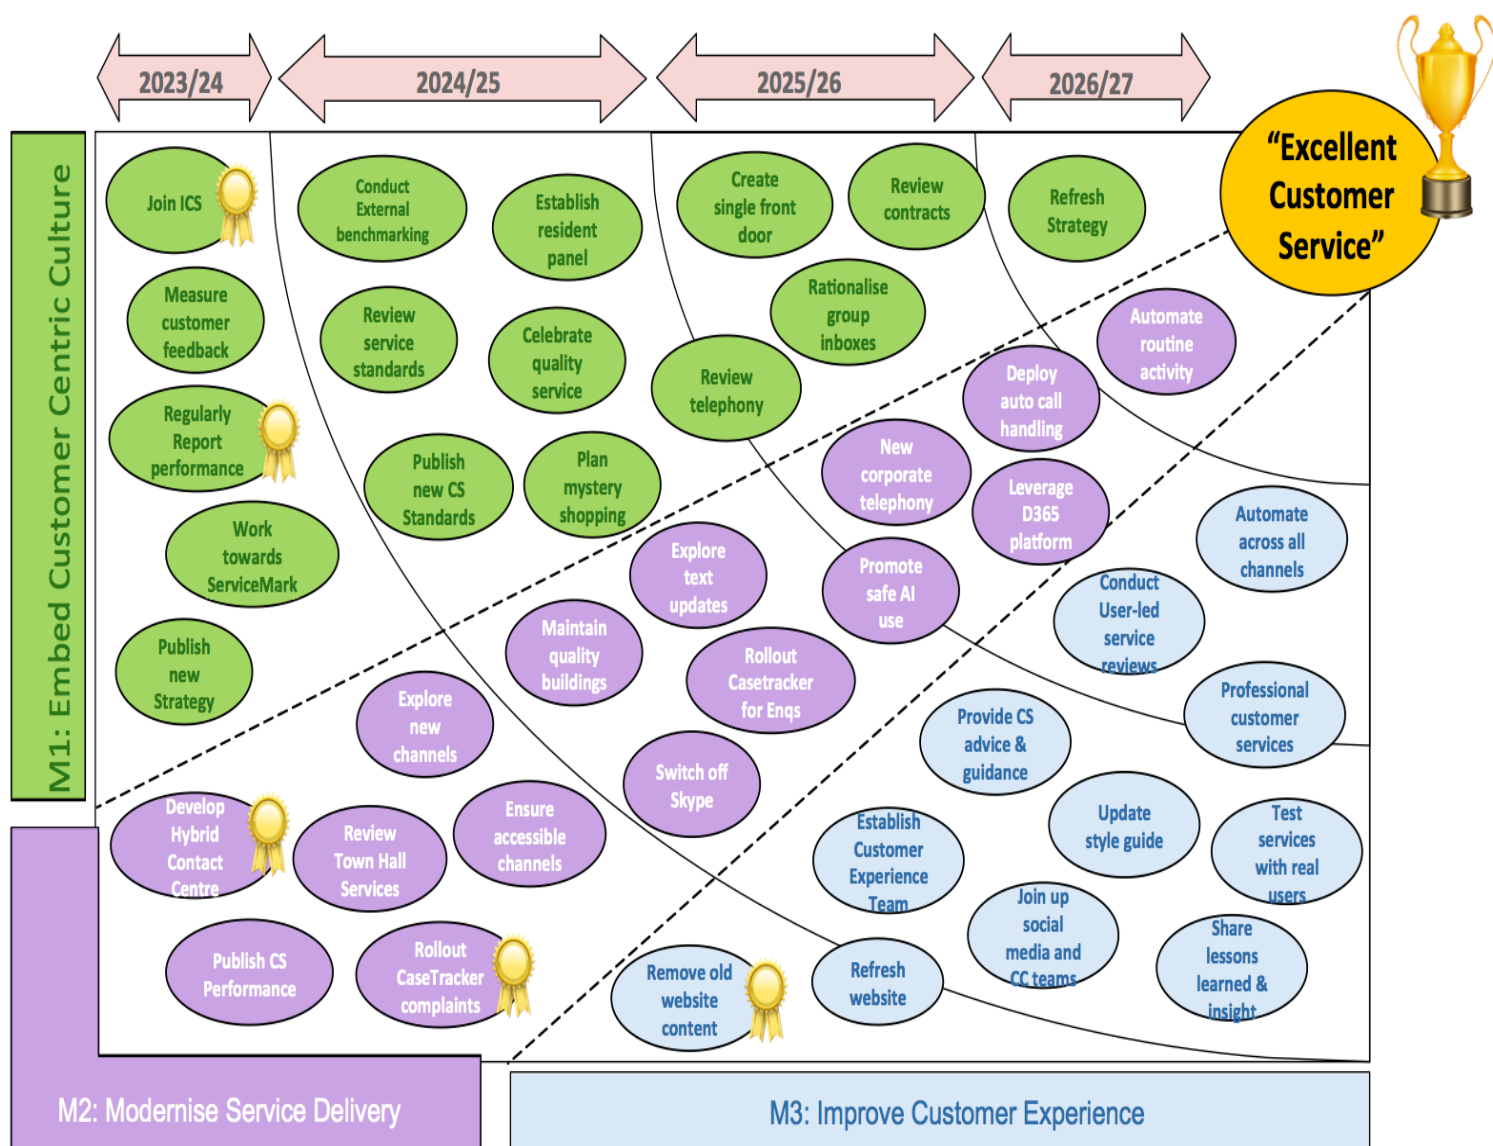 2023/24
2024/25
2025/26
2026/27
“Excellent
Customer
Service”
M1: Embed Customer Centric Culture
Join ICS
Measure
customer
feedback
Regularly
Report
performance
Work
towards
ServiceMark
Publish
new
Strategy
Conduct
External
benchmarking
Establish
resident
panel
Review
service
standards
Celebrate
quality
service
Publish
new CS
Standards
Plan
mystery
shopping
Create
single front
door
Review
contracts
Rationalise
group
inboxes
Review
telephony
Refresh
Strategy
Automate
routine
activity
Deploy
auto call
handling
New
corporate
telephony
Leverage
D365
platform
Explore
text
updates
Promote
safe AI
use
Maintain
quality
buildings
Rollout
Casetracker
for Enqs
Explore
new
channels
Switch off
Skype
Develop
Hybrid
Contact
Centre
Review
Town Hall
Services
Ensure
accessible
channels
Publish CS
Performance
Rollout
CaseTracker
complaints
Automate
across all
channels
Conduct
User-led
service
reviews
Professional
customer
services
Provide CS
advice &
guidance
Update
style guide
Test
services
with real
users
Establish
Customer
Experience
Team
Join up
social
media and
CC teams
Share
lessons
learned &
insight
Remove old
website
content
Refresh
website
M2: Modernise Service Delivery
M3: Improve Customer Experience